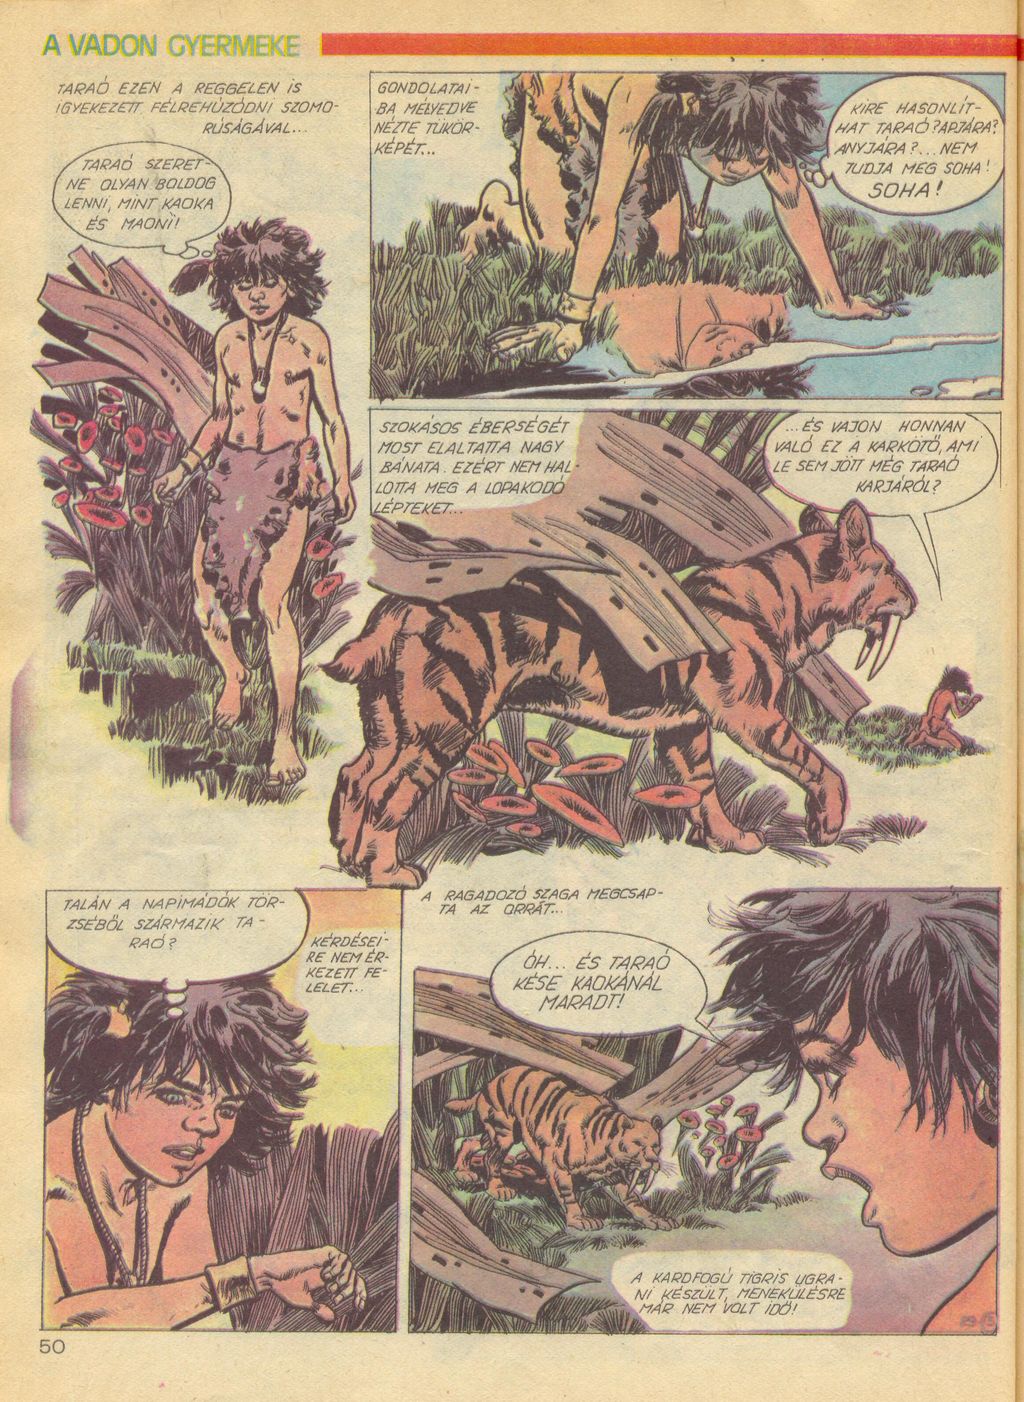 A VADON GYERMEKE
TARAÓ EZEN A REGGELEN IS
IGYEKEZETT FÉLREHÚZÓDNI SZOMO-
RÚSÁGÁVAL...
TARAÓ SZERET-
NE OLYAN BOLDOG
LENNI, MINT KAOKA
ÉS MAONI!
GONDOLATAI-
BA MÉLYEDVE
NÉZTE TÜKÖR-
KÉPÉT...
KIRE HASONLÍT-
HAT TARAÓ? APJÁRA?
ANYJÁRA?... NEM
TUDJA MEG SOHA!
SOHA!
SZOKÁSOS ÉBERSÉGÉT
MOST ELALTATTA NAGY
BÁNATA. EZÉRT NEM HAL-
LOTTA MEG A LOPAKODÓ
LÉPTEKET...
...ÉS VAJON HONNAN
VALÓ EZ A KARKÖTŐ, AMI
LE SEM JÖTT MÉG TARAÓ
KARJÁRÓL?
TALÁN A NAPIMÁDÓK TÖR-
ZSÉBŐL SZÁRMAZIK TA-
RAÓ?
KÉRDÉSEI-
RE NEM ÉR-
KEZETT FE-
LELET...
A RAGADOZÓ SZAGA MEGCSAP-
TA AZ ORRÁT...
ÓH... ÉS TARAÓ
KÉSE KAOKÁNÁL
MARADT!
A KARDFOGÚ TIGRIS UGRA-
NI KÉSZÜLT, MENEKÜLÉSRE
MÁR NEM VOLT IDŐ!
50